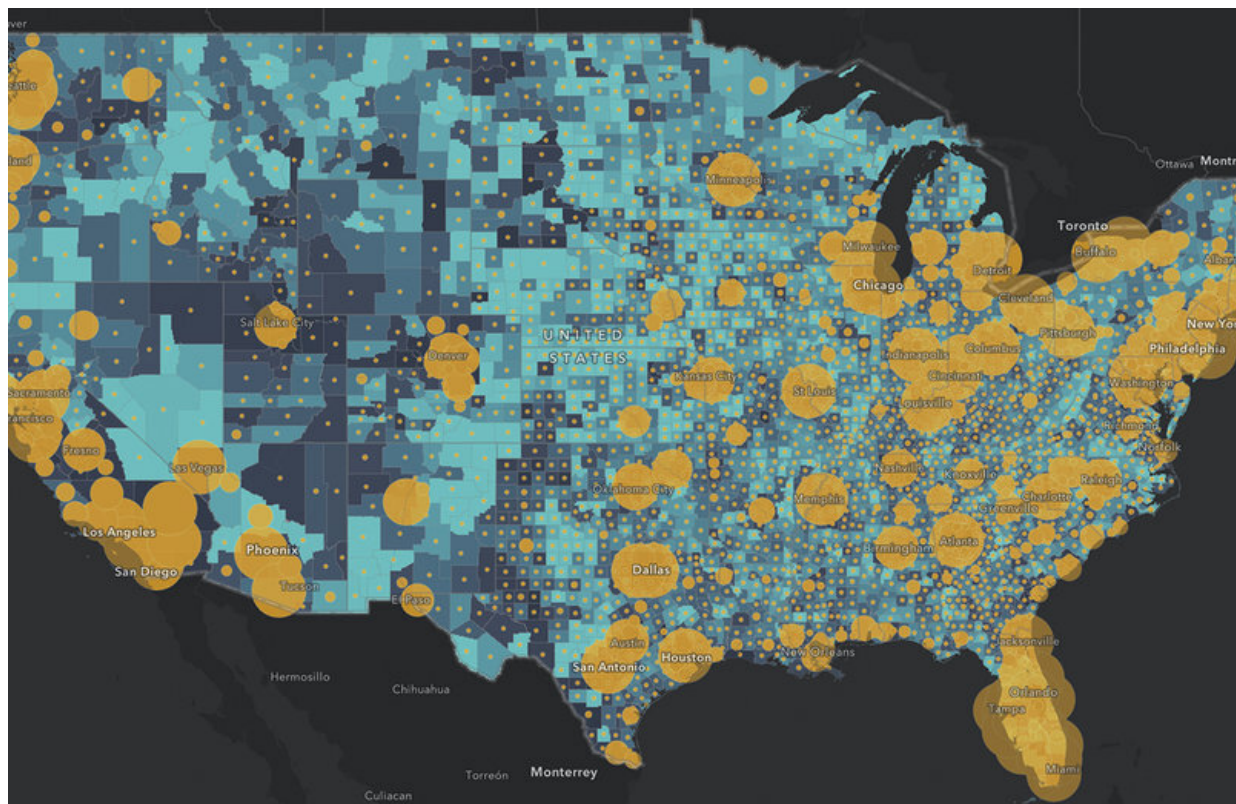 Ottawa
Montr
Toronto
Buffalo
Alban
Minneapolis
Milwaukee
Detroit
Chicago
Cleveland
Salt Lake City
Denver
UNITED
STATES
Pittsburgh
New Yor
Philadelphia
Indianapolis
Columbus
Cincinnati
Washington
Kansas City
St Louis
Louisville
Sacramento
Richmond
Norfolk
Fresno
Las Vegas
Nashville
Knoxville
Raleigh
Oklahoma City
Memphis
Charlotte
Greenville
Los Angeles
Phoenix
Birmingham
Atlanta
San Diego
Tucson
Dallas
El Paso
Austin
San Antonio
Houston
New Orleans
Jacksonville
Hermosillo
Chihuahua
Orlando
Tampa
Torreón
Monterrey
Miami
Culiacan